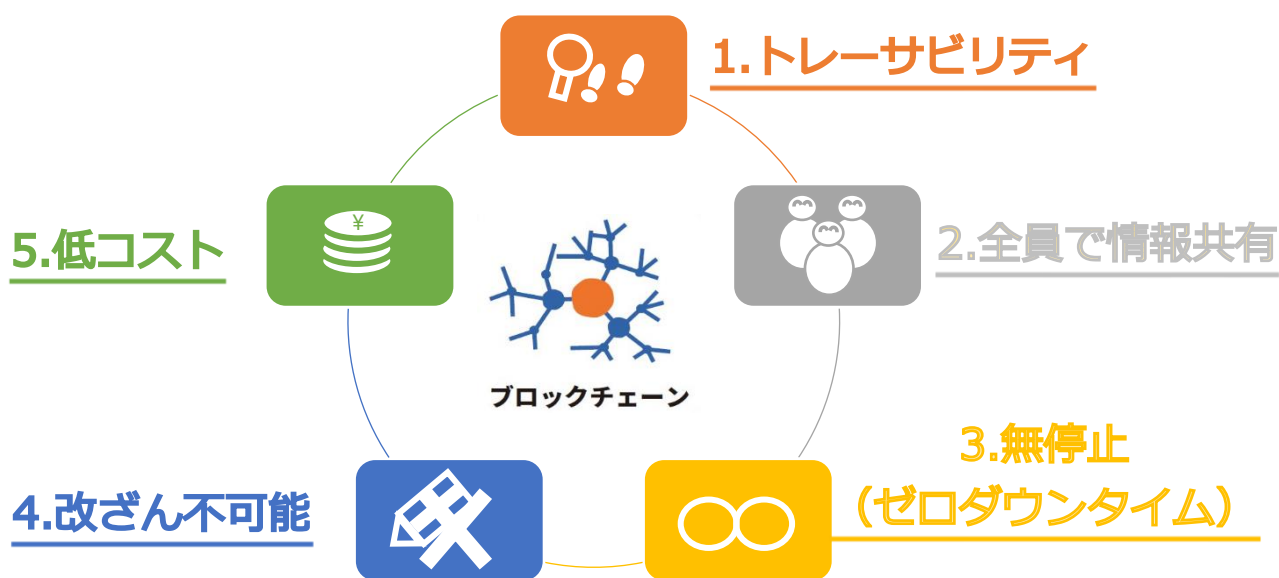 1.トレーサビリティ
2.全員で情報共有
3.無停止
(ゼロダウンタイム)
4.改ざん不可能
5.低コスト
¥
ブロックチェーン